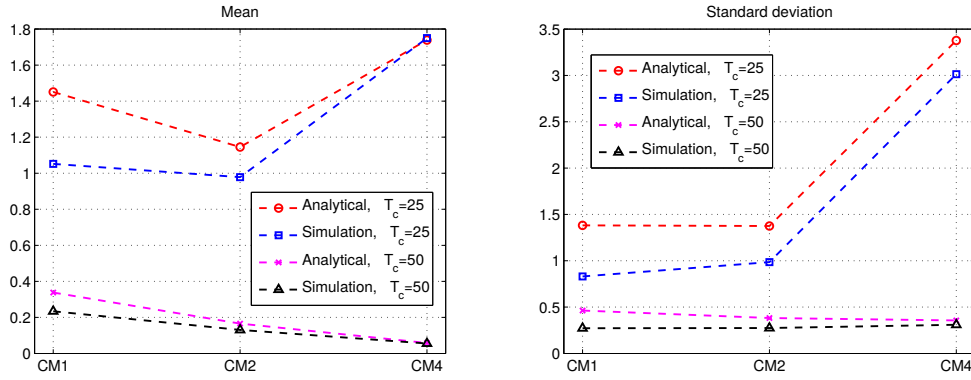 Mean
1.8
1.6
1.4
1.2
1
0.8
0.6
0.4
0.2
0
CM1
CM2
CM4
Analytical, T_c=25
Simulation, T_c=25
Analytical, T_c=50
Simulation, T_c=50
Standard deviation
3.5
3
2.5
2
1.5
1
0.5
0
CM1
CM2
CM4
Analytical, T_c=25
Simulation, T_c=25
Analytical, T_c=50
Simulation, T_c=50